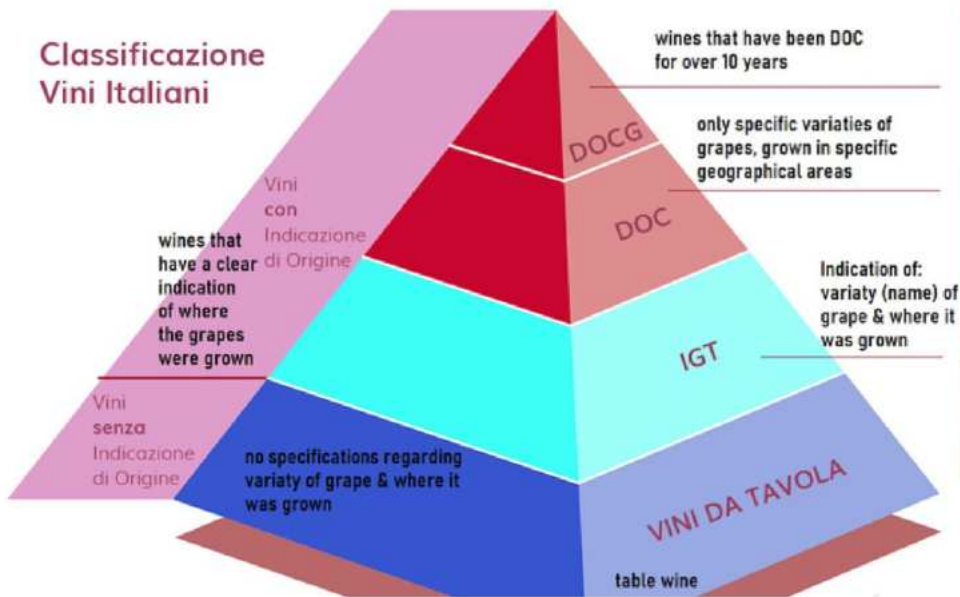 Classificazione
Vini Italiani
wines that have been DOC
for over 10 years
DOCG
only specific variaties of
grapes, grown in specific
geographical areas
DOC
Vini
con
Indicazione
di Origine
wines that
have a clear
indication
of where
the grapes
were grown
Indication of:
variaty (name) of
grape & where it
was grown
IGT
Vini
senza
Indicazione
di Origine
no specifications regarding
variaty of grape & where it
was grown
VINI DA TAVOLA
table wine